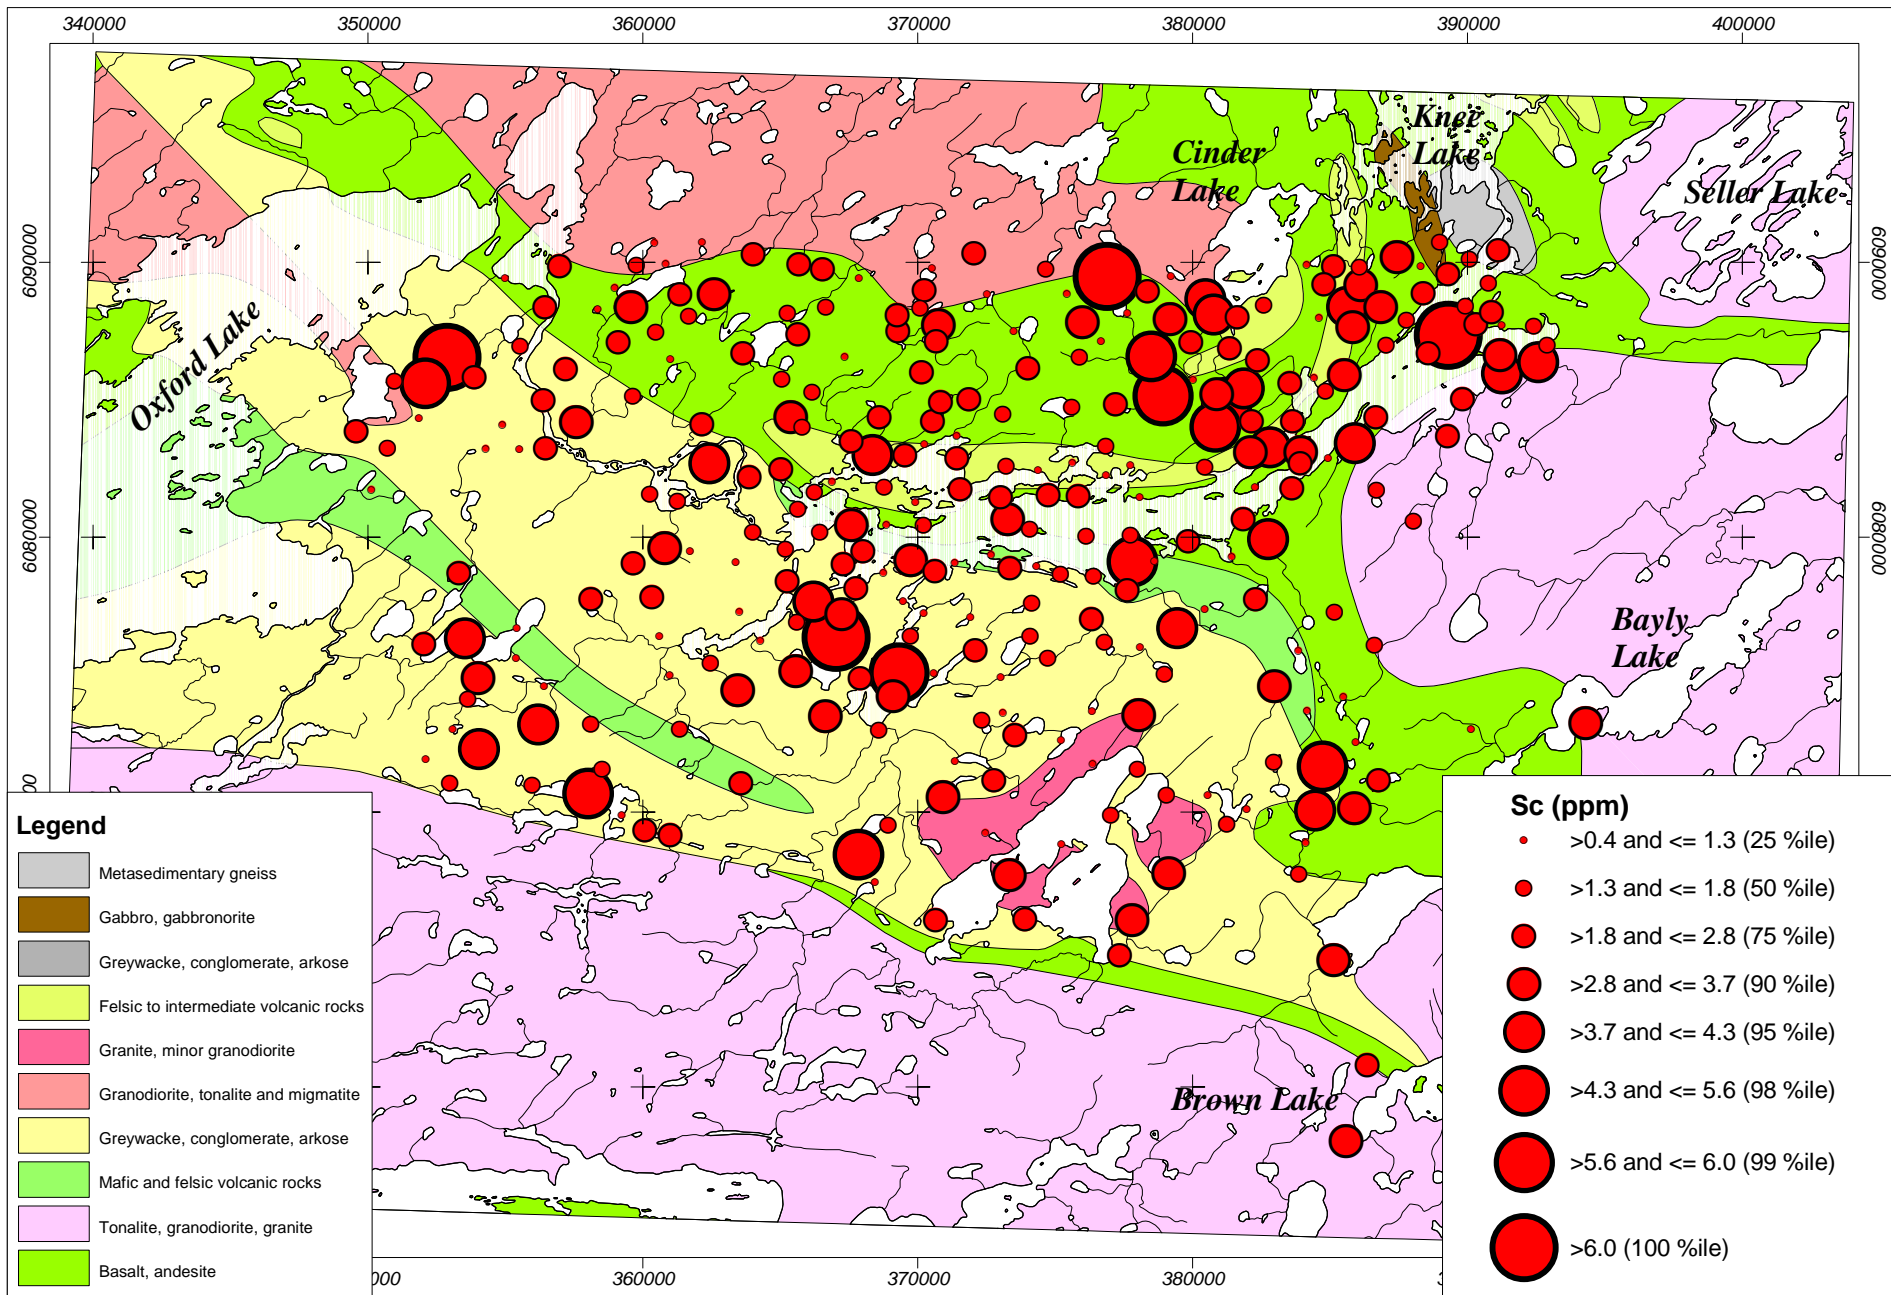 340000 350000 360000 370000 380000 390000 400000
Knee
Lake
Cinder
Lake
Seller Lake
6090000
6090000
Oxford Lake
6080000
6080000
Bayly
Lake
00
Brown Lake
Legend
Metasedimentary gneiss
Gabbro, gabbronorite
Greywacke, conglomerate, arkose
Felsic to intermediate volcanic rocks
Granite, minor granodiorite
Granodiorite, tonalite and migmatite
Greywacke, conglomerate, arkose
Mafic and felsic volcanic rocks
Tonalite, granodiorite, granite
Basalt, andesite
Sc (ppm)
>0.4 and <= 1.3 (25 %ile)
>1.3 and <= 1.8 (50 %ile)
>1.8 and <= 2.8 (75 %ile)
>2.8 and <= 3.7 (90 %ile)
>3.7 and <= 4.3 (95 %ile)
>4.3 and <= 5.6 (98 %ile)
>5.6 and <= 6.0 (99 %ile)
>6.0 (100 %ile)
360000 370000 380000